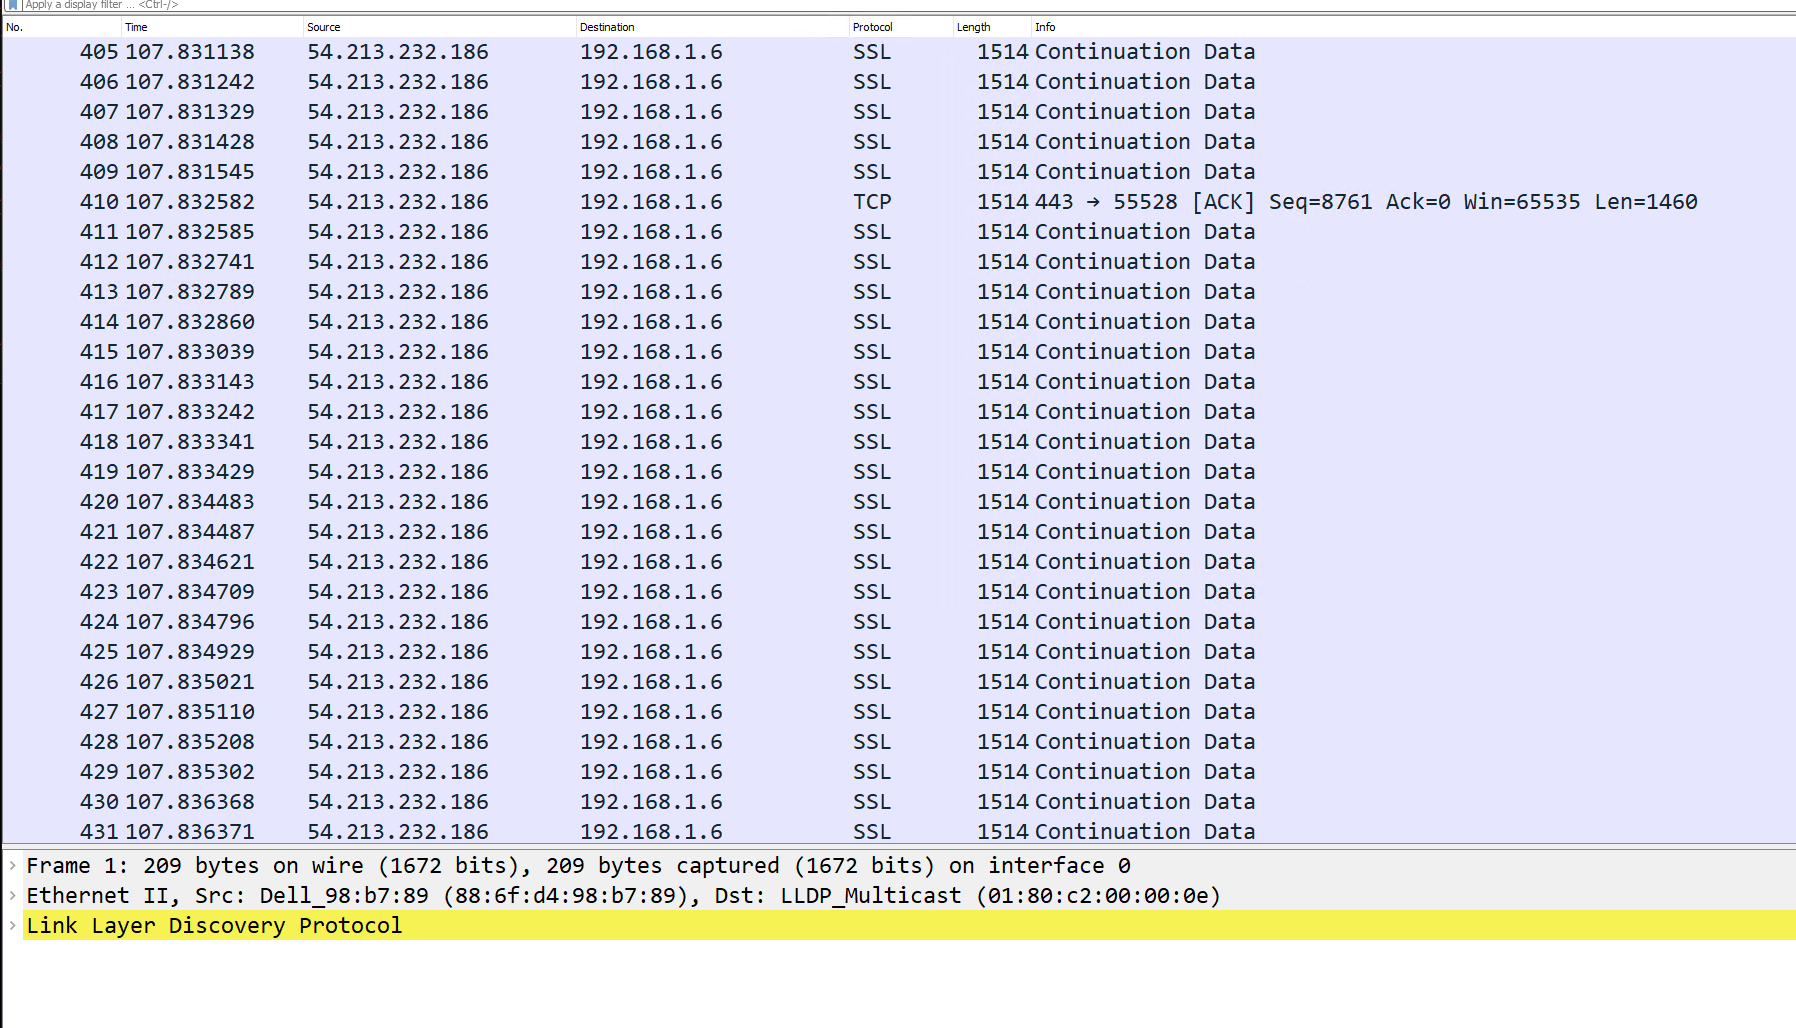 Apply a display filter ... <Ctrl-/>
No. Time Source Destination Protocol Length Info
405 107.831138 54.213.232.186 192.168.1.6 SSL 1514 Continuation Data
406 107.831242 54.213.232.186 192.168.1.6 SSL 1514 Continuation Data
407 107.831329 54.213.232.186 192.168.1.6 SSL 1514 Continuation Data
408 107.831428 54.213.232.186 192.168.1.6 SSL 1514 Continuation Data
409 107.831545 54.213.232.186 192.168.1.6 SSL 1514 Continuation Data
410 107.832582 54.213.232.186 192.168.1.6 TCP 1514 443 → 55528 [ACK] Seq=8761 Ack=0 Win=65535 Len=1460
411 107.832585 54.213.232.186 192.168.1.6 SSL 1514 Continuation Data
412 107.832741 54.213.232.186 192.168.1.6 SSL 1514 Continuation Data
413 107.832789 54.213.232.186 192.168.1.6 SSL 1514 Continuation Data
414 107.832860 54.213.232.186 192.168.1.6 SSL 1514 Continuation Data
415 107.833039 54.213.232.186 192.168.1.6 SSL 1514 Continuation Data
416 107.833143 54.213.232.186 192.168.1.6 SSL 1514 Continuation Data
417 107.833242 54.213.232.186 192.168.1.6 SSL 1514 Continuation Data
418 107.833341 54.213.232.186 192.168.1.6 SSL 1514 Continuation Data
419 107.833429 54.213.232.186 192.168.1.6 SSL 1514 Continuation Data
420 107.834483 54.213.232.186 192.168.1.6 SSL 1514 Continuation Data
421 107.834487 54.213.232.186 192.168.1.6 SSL 1514 Continuation Data
422 107.834621 54.213.232.186 192.168.1.6 SSL 1514 Continuation Data
423 107.834709 54.213.232.186 192.168.1.6 SSL 1514 Continuation Data
424 107.834796 54.213.232.186 192.168.1.6 SSL 1514 Continuation Data
425 107.834929 54.213.232.186 192.168.1.6 SSL 1514 Continuation Data
426 107.835021 54.213.232.186 192.168.1.6 SSL 1514 Continuation Data
427 107.835110 54.213.232.186 192.168.1.6 SSL 1514 Continuation Data
428 107.835208 54.213.232.186 192.168.1.6 SSL 1514 Continuation Data
429 107.835302 54.213.232.186 192.168.1.6 SSL 1514 Continuation Data
430 107.836368 54.213.232.186 192.168.1.6 SSL 1514 Continuation Data
431 107.836371 54.213.232.186 192.168.1.6 SSL 1514 Continuation Data
Frame 1: 209 bytes on wire (1672 bits), 209 bytes captured (1672 bits) on interface 0
Ethernet II, Src: Dell_98:b7:89 (88:6f:d4:98:b7:89), Dst: LLDP_Multicast (01:80:c2:00:00:0e)
Link Layer Discovery Protocol